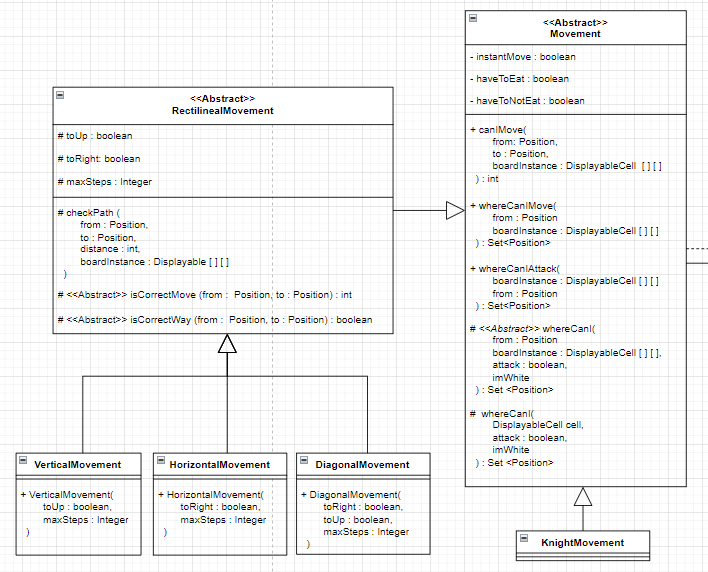 <<Abstract>>
RectilinealMovement
# toUp : boolean
# toRight: boolean
# maxSteps : Integer
# checkPath (
from : Position,
to : Position,
distance : int,
boardInstance : Displayable [ ] [ ]
)
# <<Abstract>> isCorrectMove (from : Position, to : Position) : int
# <<Abstract>> isCorrectWay (from : Position, to : Position) : boolean
<<Abstract>>
Movement
- instantMove : boolean
- haveToEat : boolean
- haveToNotEat : boolean
+ canIMove(
from: Position,
to : Position,
boardInstance : DisplayableCell [ ] [ ]
) : int
+ whereCanIMove(
from : Position
boardInstance : DisplayableCell [ ] [ ]
) : Set<Position>
+ whereCanIAttack(
boardInstance : DisplayableCell [ ] [ ]
from : Position
) : Set<Position>
# <<Abstract>> whereCanI(
from : Position
boardInstance : DisplayableCell [ ] [ ],
attack : boolean,
imWhite
) : Set <Position>
# whereCanI(
DisplayableCell cell,
attack : boolean,
imWhite
) : Set <Position>
VerticalMovement
+ VerticalMovement(
toUp : boolean,
maxSteps : Integer
)
HorizontalMovement
+ HorizontalMovement(
toRight : boolean,
maxSteps : Integer
)
DiagonalMovement
+ DiagonalMovement(
toRight : boolean,
toUp : boolean,
maxSteps : Integer
)
KnightMovement